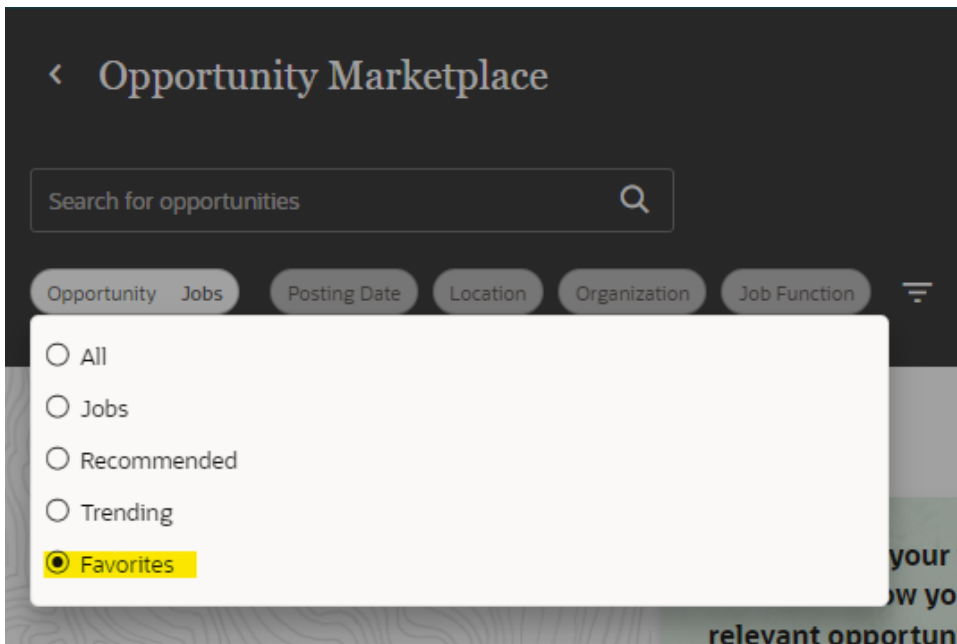 Opportunity Marketplace
Search for opportunities
Opportunity Jobs Posting Date Location Organization Job Function
All
Jobs
Recommended
Trending
Favorites
your
yo
relevant